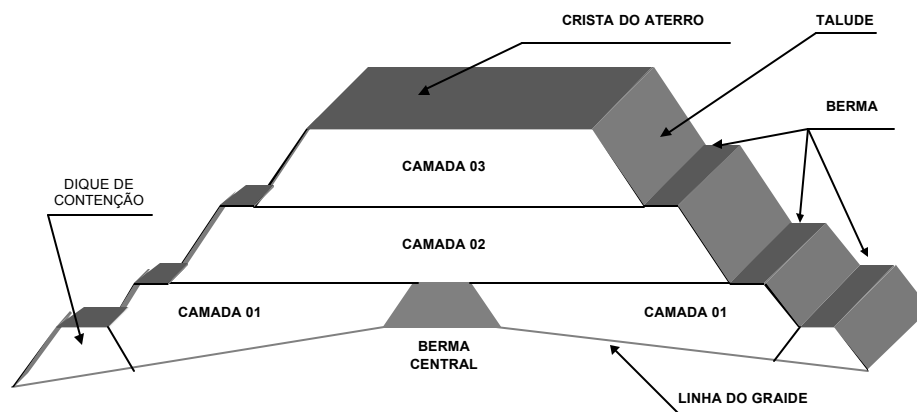 CRISTA DO ATERRO
TALUDE
BERMA
CAMADA 03
DIQUE DE
CONTENÇÃO
CAMADA 02
CAMADA 01
CAMADA 01
BERMA
CENTRAL
LINHA DO GRAIDE